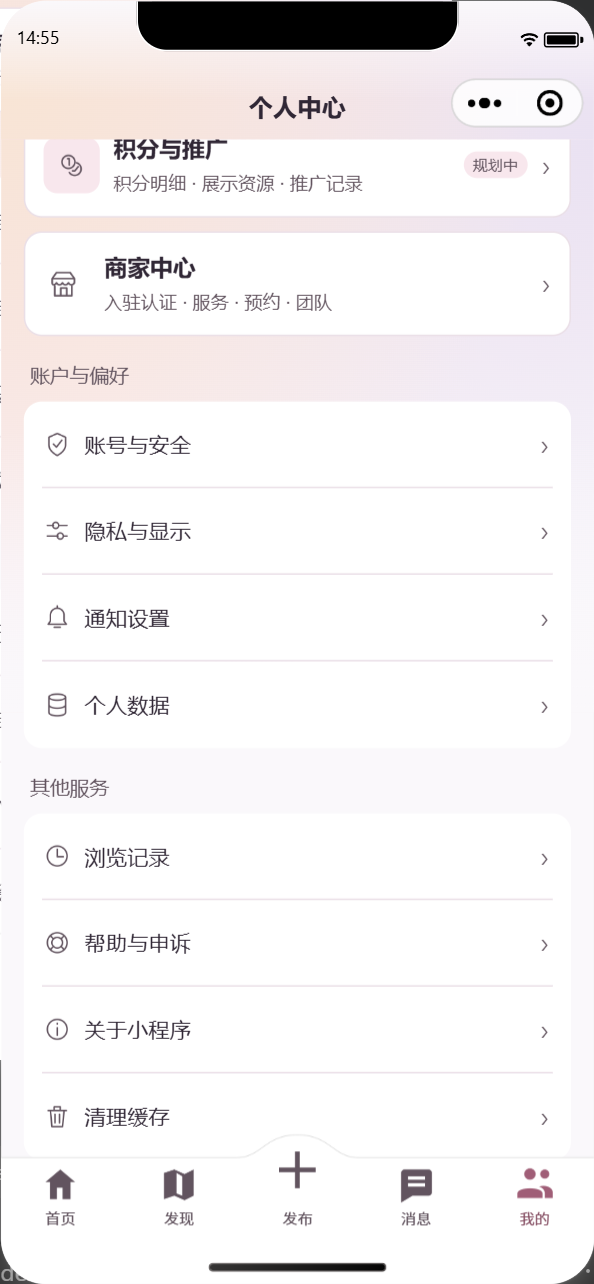 14:55
个人中心
积分与推广
积分明细 · 展示资源 · 推广记录
规划中
商家中心
入驻认证 · 服务 · 预约 · 团队
账户与偏好
账号与安全
隐私与显示
通知设置
个人数据
其他服务
浏览记录
帮助与申诉
关于小程序
清理缓存
首页
发现
发布
消息
我的